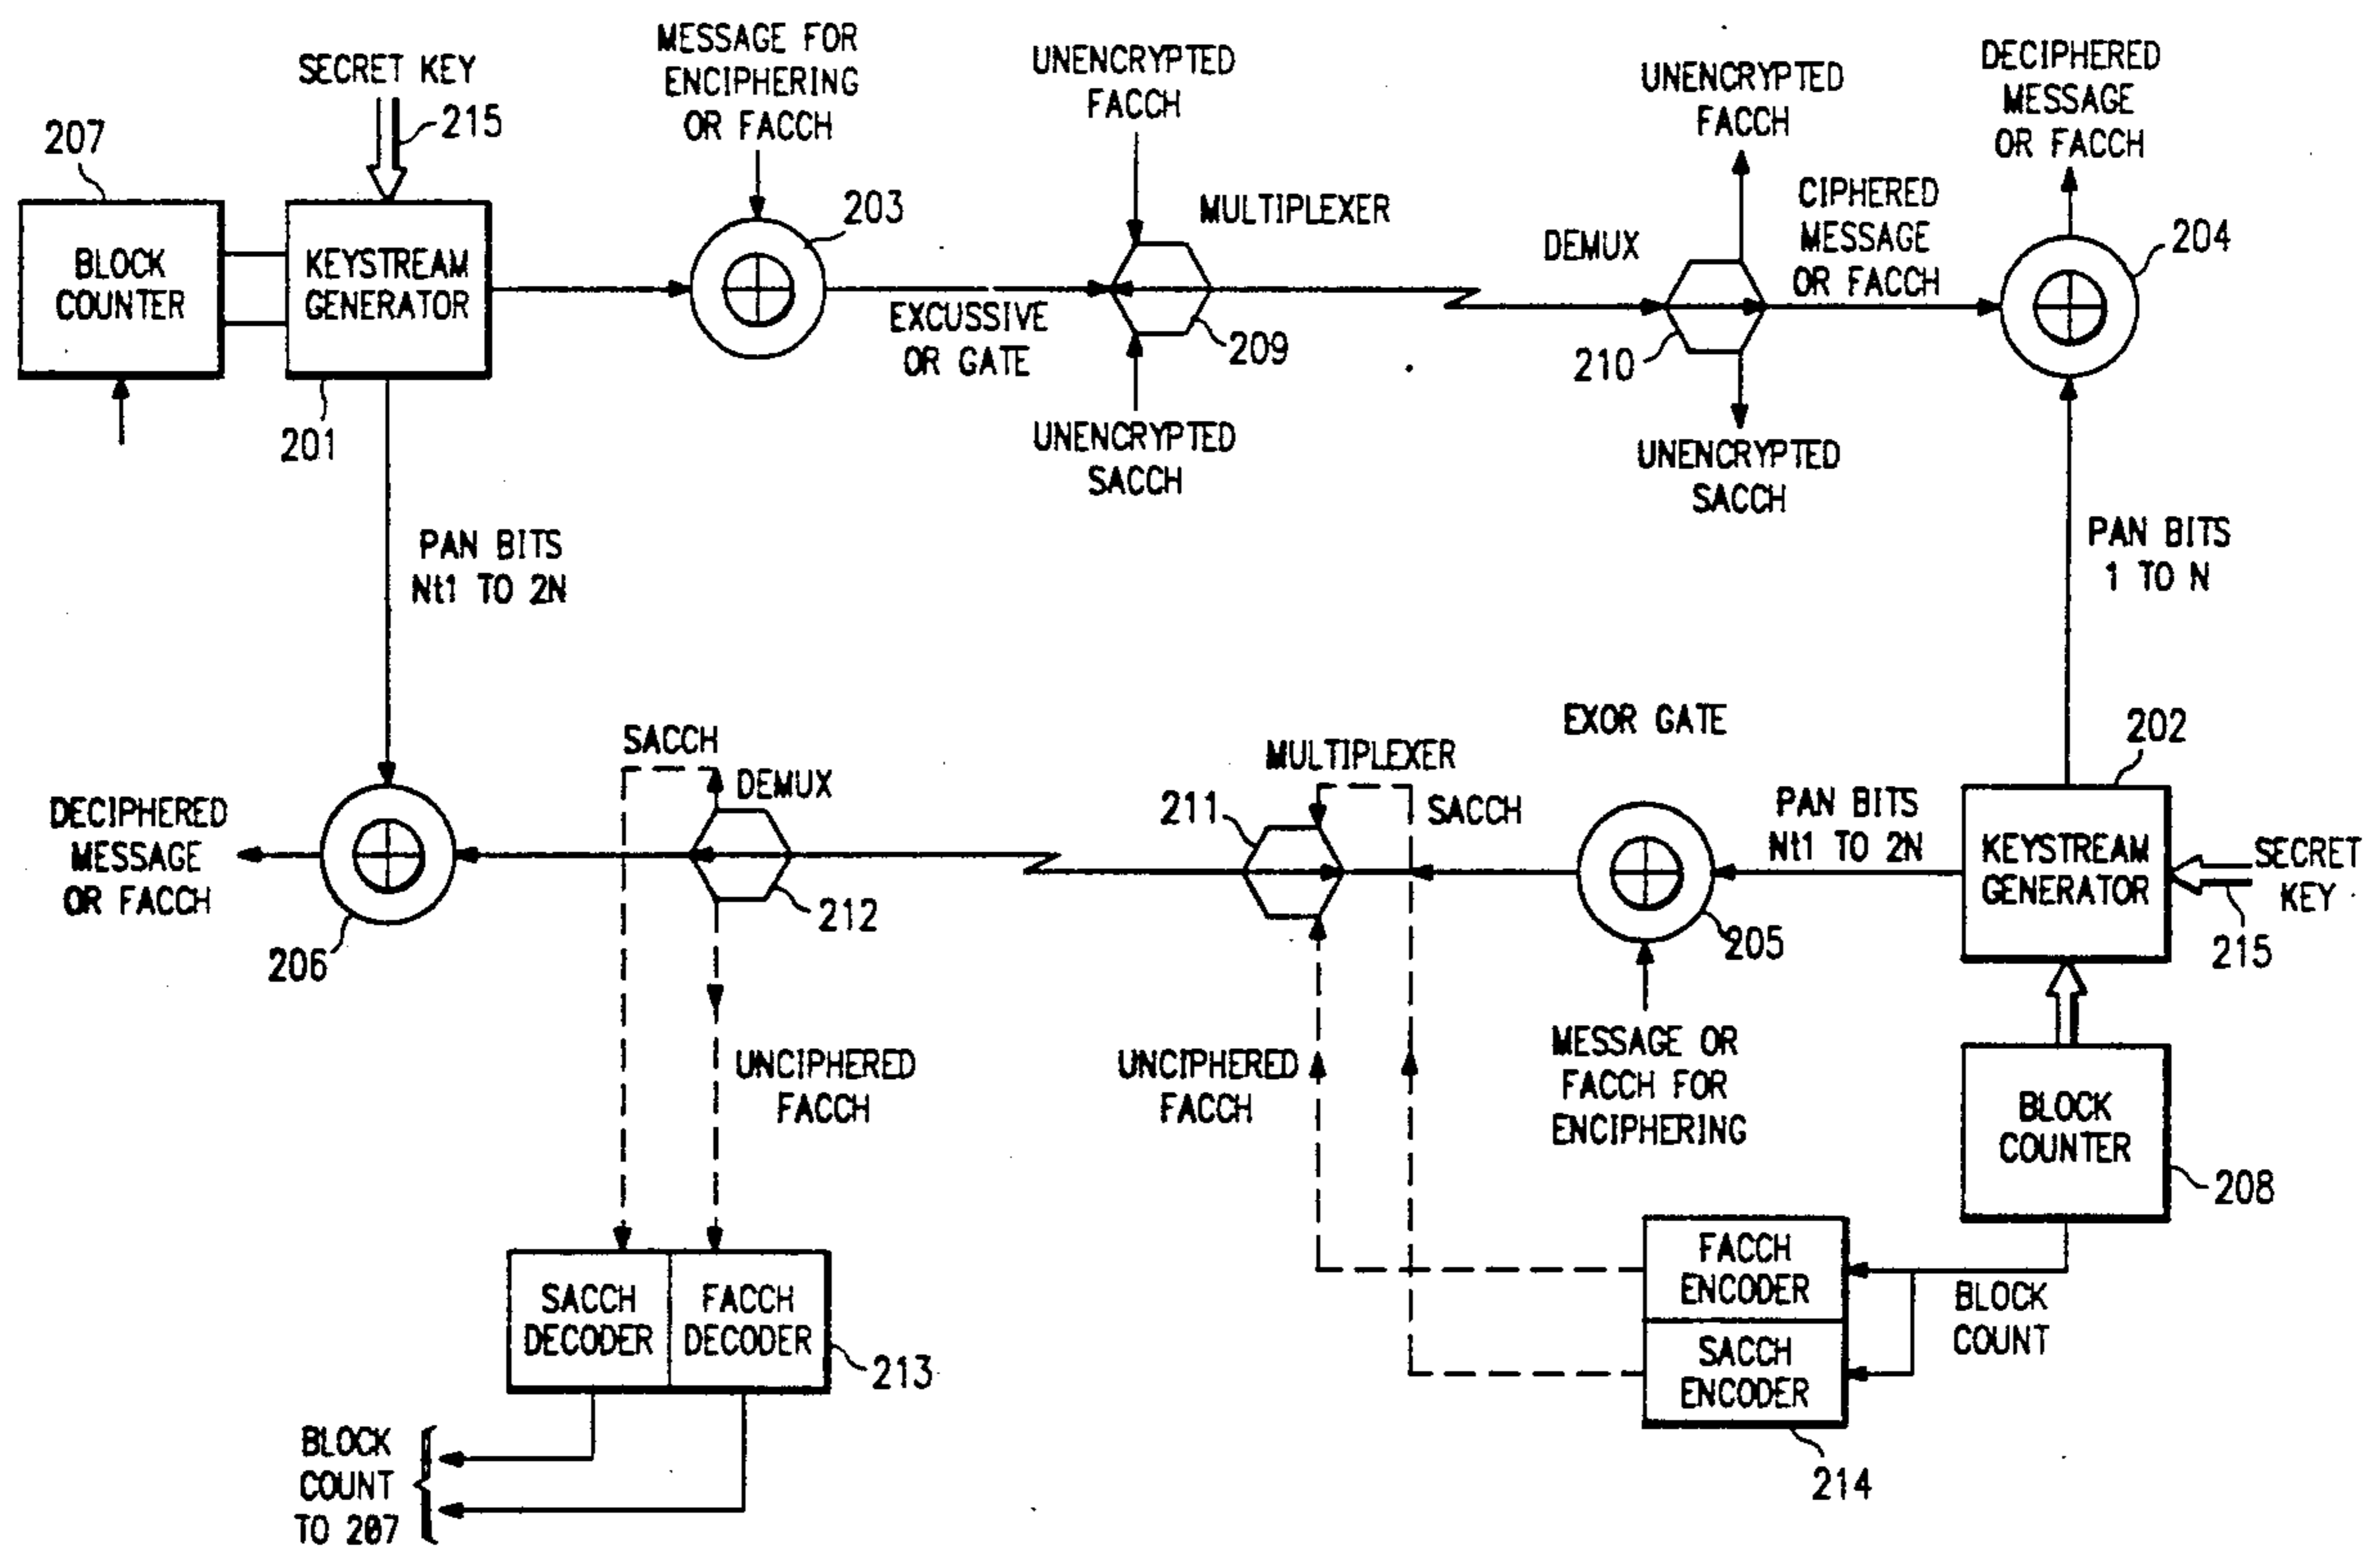 SECRET KEY
215
207
BLOCK
COUNTER
KEYSTREAM
GENERATOR
201
MESSAGE FOR
ENCIPHERING
OR FACCH
203
EXCUSSIVE
OR GATE
UNENCRYPTED
FACCH
MULTIPLEXER
209
UNENCRYPTED
SACCH
UNENCRYPTED
FACCH
DEMUX
210
UNENCRYPTED
SACCH
CIPHERED
MESSAGE
OR FACCH
DECIPHERED
MESSAGE
OR FACCH
204
PAN BITS
Nt1 TO 2N
PAN BITS
1 TO N
DECIPHERED
MESSAGE
OR FACCH
206
SACCH
DEMUX
212
UNCIPHERED
FACCH
MULTIPLEXER
211
SACCH
UNCIPHERED
FACCH
EXOR GATE
205
MESSAGE OR
FACCH FOR
ENCIPHERING
PAN BITS
Nt1 TO 2N
202
KEYSTREAM
GENERATOR
SECRET
KEY
215
BLOCK
COUNTER
208
SACCH
DECODER
FACCH
DECODER
213
BLOCK
COUNT
TO 207
FACCH
ENCODER
SACCH
ENCODER
214
BLOCK
COUNT